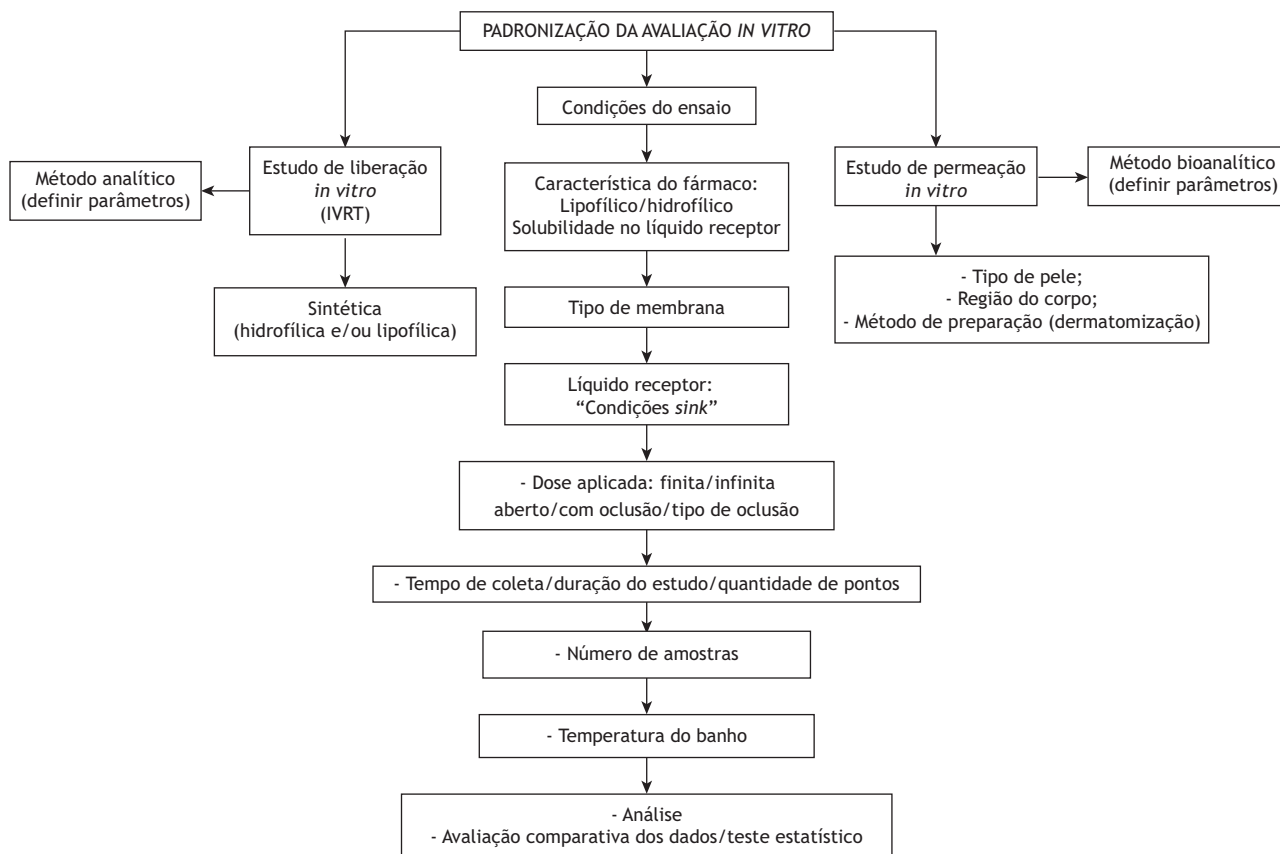 PADRONIZAÇÃO DA AVALIAÇÃO IN VITRO
Condições do ensaio
Método analítico
(definir parâmetros)
Estudo de liberação
in vitro
(IVRT)
Sintética
(hidrofílica e/ou lipofílica)
Característica do fármaco:
Lipofílico/hidrofílico
Solubilidade no líquido receptor
Tipo de membrana
Líquido receptor:
“Condições sink”
- Dose aplicada: finita/infinita
aberto/com oclusão/tipo de oclusão
- Tempo de coleta/duração do estudo/quantidade de pontos
- Número de amostras
- Temperatura do banho
- Análise
- Avaliação comparativa dos dados/teste estatístico
Estudo de permeação
in vitro
Método bioanalítico
(definir parâmetros)
- Tipo de pele;
- Região do corpo;
- Método de preparação (dermatomização)